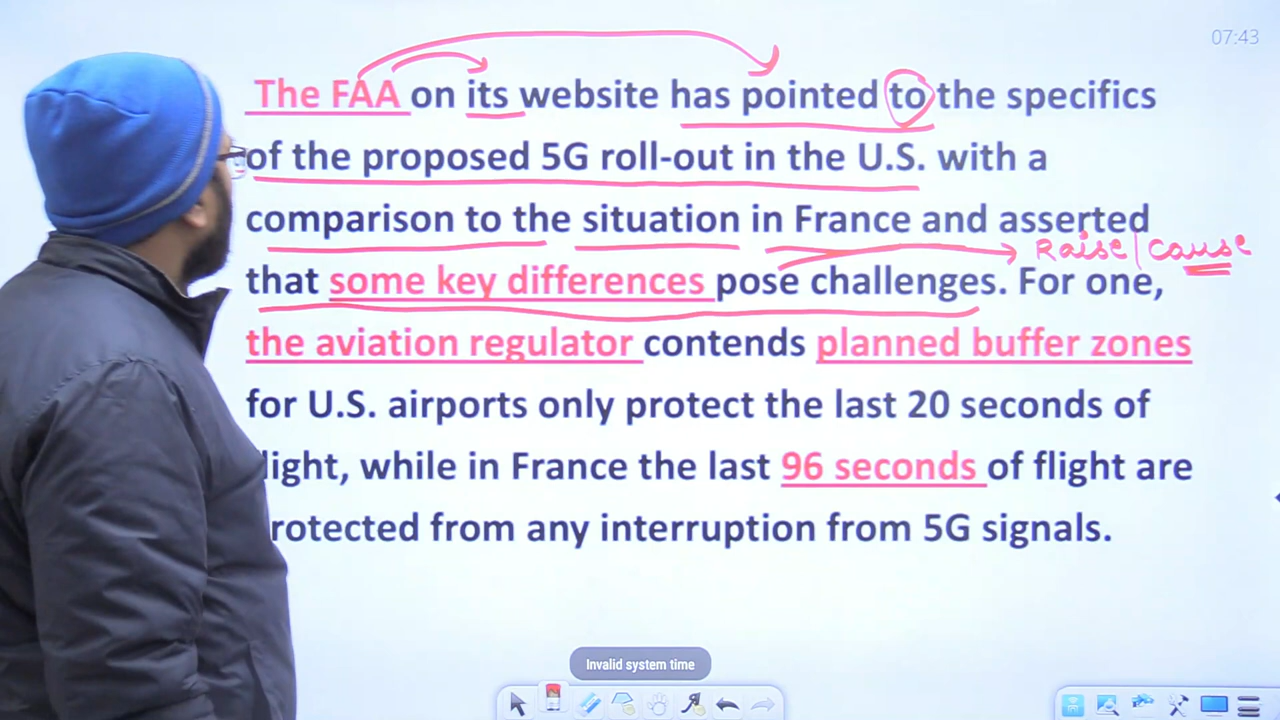 07:43
The FAA on its website has pointed to the specifics
of the proposed 5G roll-out in the U.S. with a
comparison to the situation in France and asserted
Raise/cause
that some key differences pose challenges. For one,
the aviation regulator contends planned buffer zones
for U.S. airports only protect the last 20 seconds of
light, while in France the last 96 seconds of flight are
rotected from any interruption from 5G signals.
Invalid system time